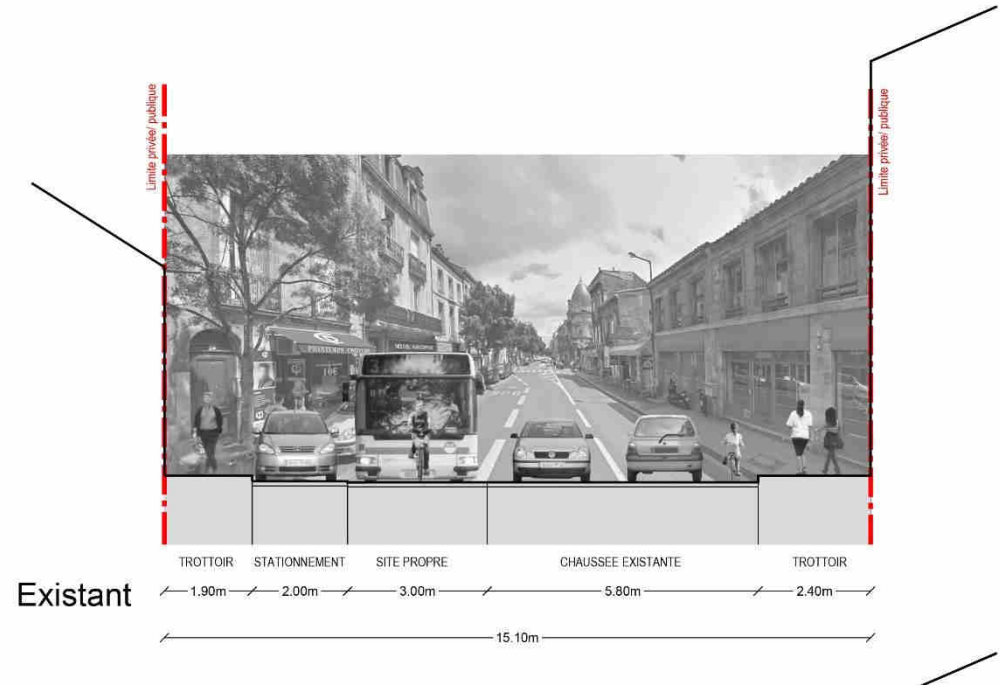 Limite privée/ publique
Limite privée/ publique
PRINTEMPS
TROTTOIR
STATIONNEMENT
SITE PROPRE
CHAUSSEE EXISTANTE
TROTTOIR
Existant
1.90m
2.00m
3.00m
5.80m
2.40m
15.10m